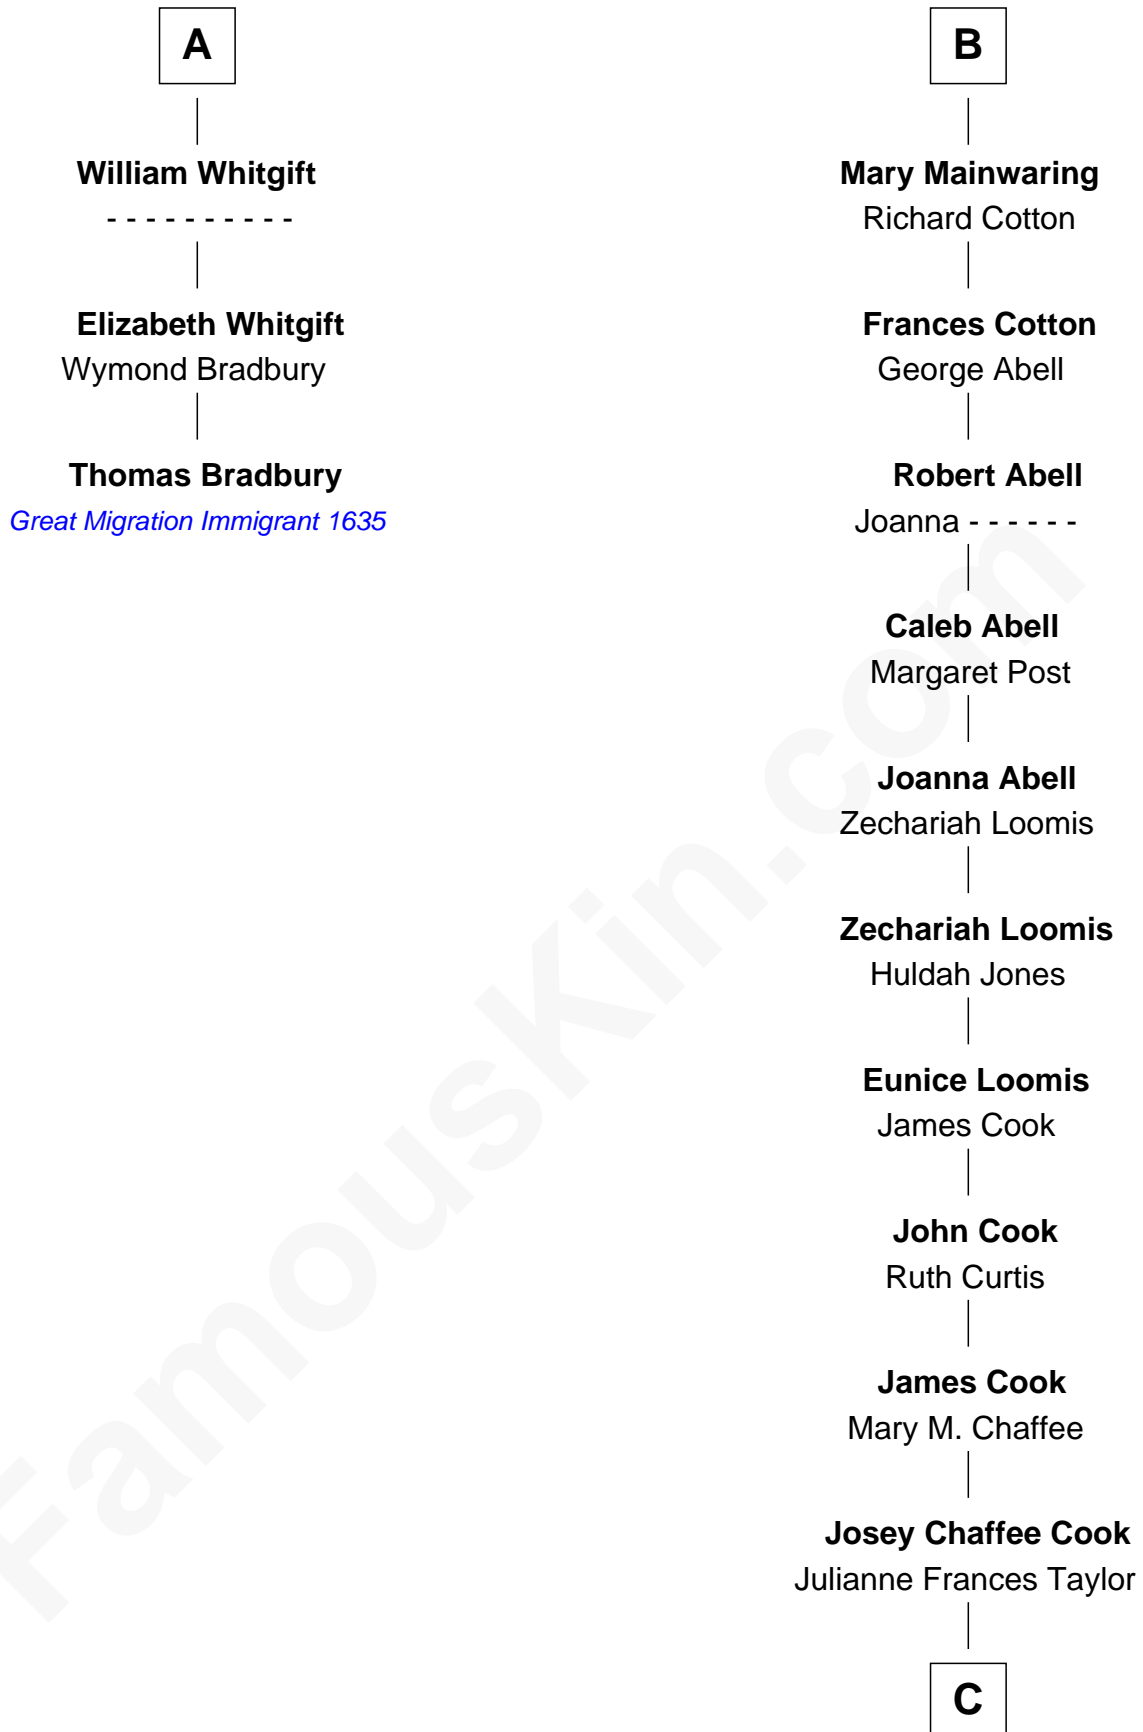 A
William Whitgift
- - - - - - - - - -
Elizabeth Whitgift
Wymond Bradbury
Thomas Bradbury
Great Migration Immigrant 1635
B
Mary Mainwaring
Richard Cotton
Frances Cotton
George Abell
Robert Abell
Joanna - - - - - -
Caleb Abell
Margaret Post
Joanna Abell
Zechariah Loomis
Zechariah Loomis
Huldah Jones
Eunice Loomis
James Cook
John Cook
Ruth Curtis
James Cook
Mary M. Chaffee
Josey Chaffee Cook
Julianne Frances Taylor
C
FamousKin.com